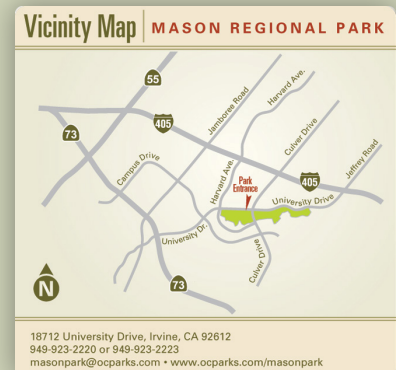 Vicinity Map MASON REGIONAL PARK
55
405
73
Jamboree Road
Harvard Ave.
Culver Drive
Campus Drive
Harvard Ave.
Park
Entrance
405
Jeffrey Road
University Drive
University Dr.
Culver Drive
73
N
18712 University Drive, Irvine, CA 92612
949-923-2220 or 949-923-2223
masonpark@ocparks.com • www.ocparks.com/masonpark